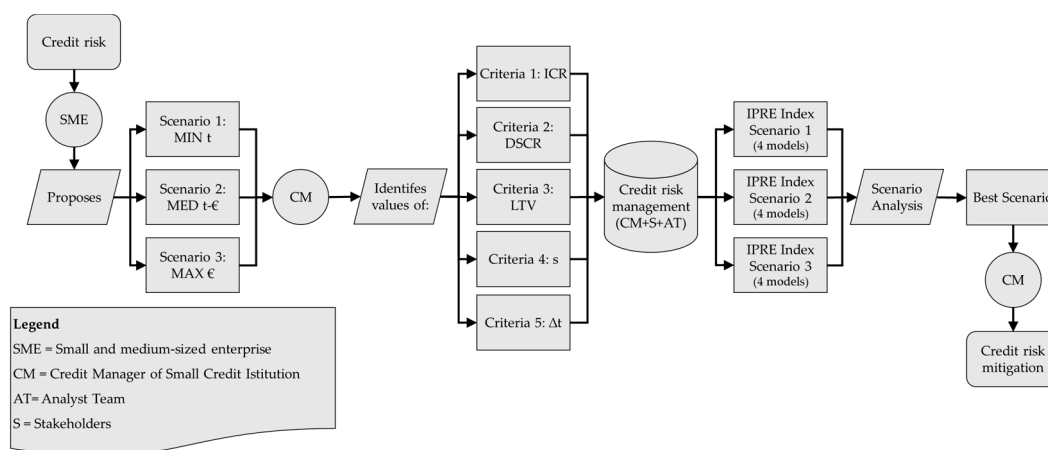 Credit risk
SME
Proposes
Scenario 1:
MIN t
Scenario 2:
MED t-€
Scenario 3:
MAX €
CM
Identifes
values of:
Criteria 1: ICR
Criteria 2:
DSCR
Criteria 3:
LTV
Criteria 4: s
Criteria 5: Δt
Credit risk
management
(CM+S+AT)
IPRE Index
Scenario 1
(4 models)
IPRE Index
Scenario 2
(4 models)
IPRE Index
Scenario 3
(4 models)
Scenario
Analysis
Best Scenario
CM
Credit risk
mitigation
Legend
SME = Small and medium-sized enterprise
CM = Credit Manager of Small Credit Istitution
AT= Analyst Team
S = Stakeholders